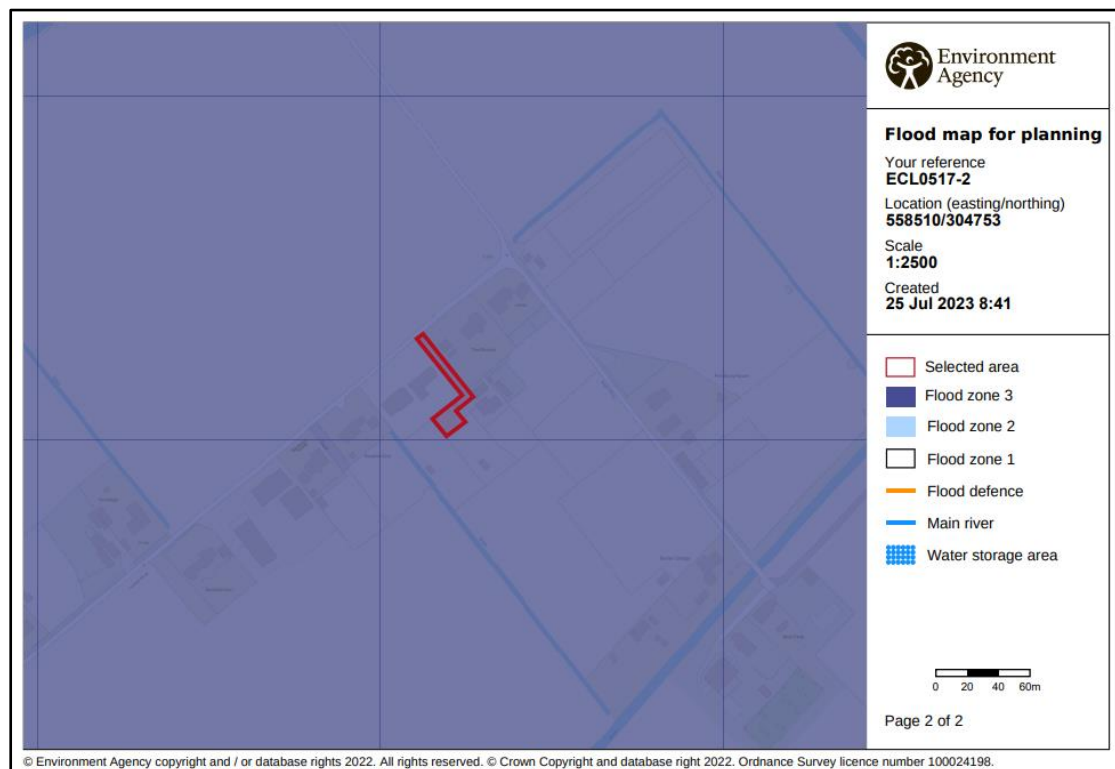 Environment
Agency
Flood map for planning
Your reference
ECL0517-2
Location (easting/northing)
558510/304753
Scale
1:2500
Created
25 Jul 2023 8:41
Selected area
Flood zone 3
Flood zone 2
Flood zone 1
Flood defence
Main river
Water storage area
0 20 40 60m
Page 2 of 2
© Environment Agency copyright and / or database rights 2022. All rights reserved. © Crown Copyright and database right 2022. Ordnance Survey licence number 100024198.